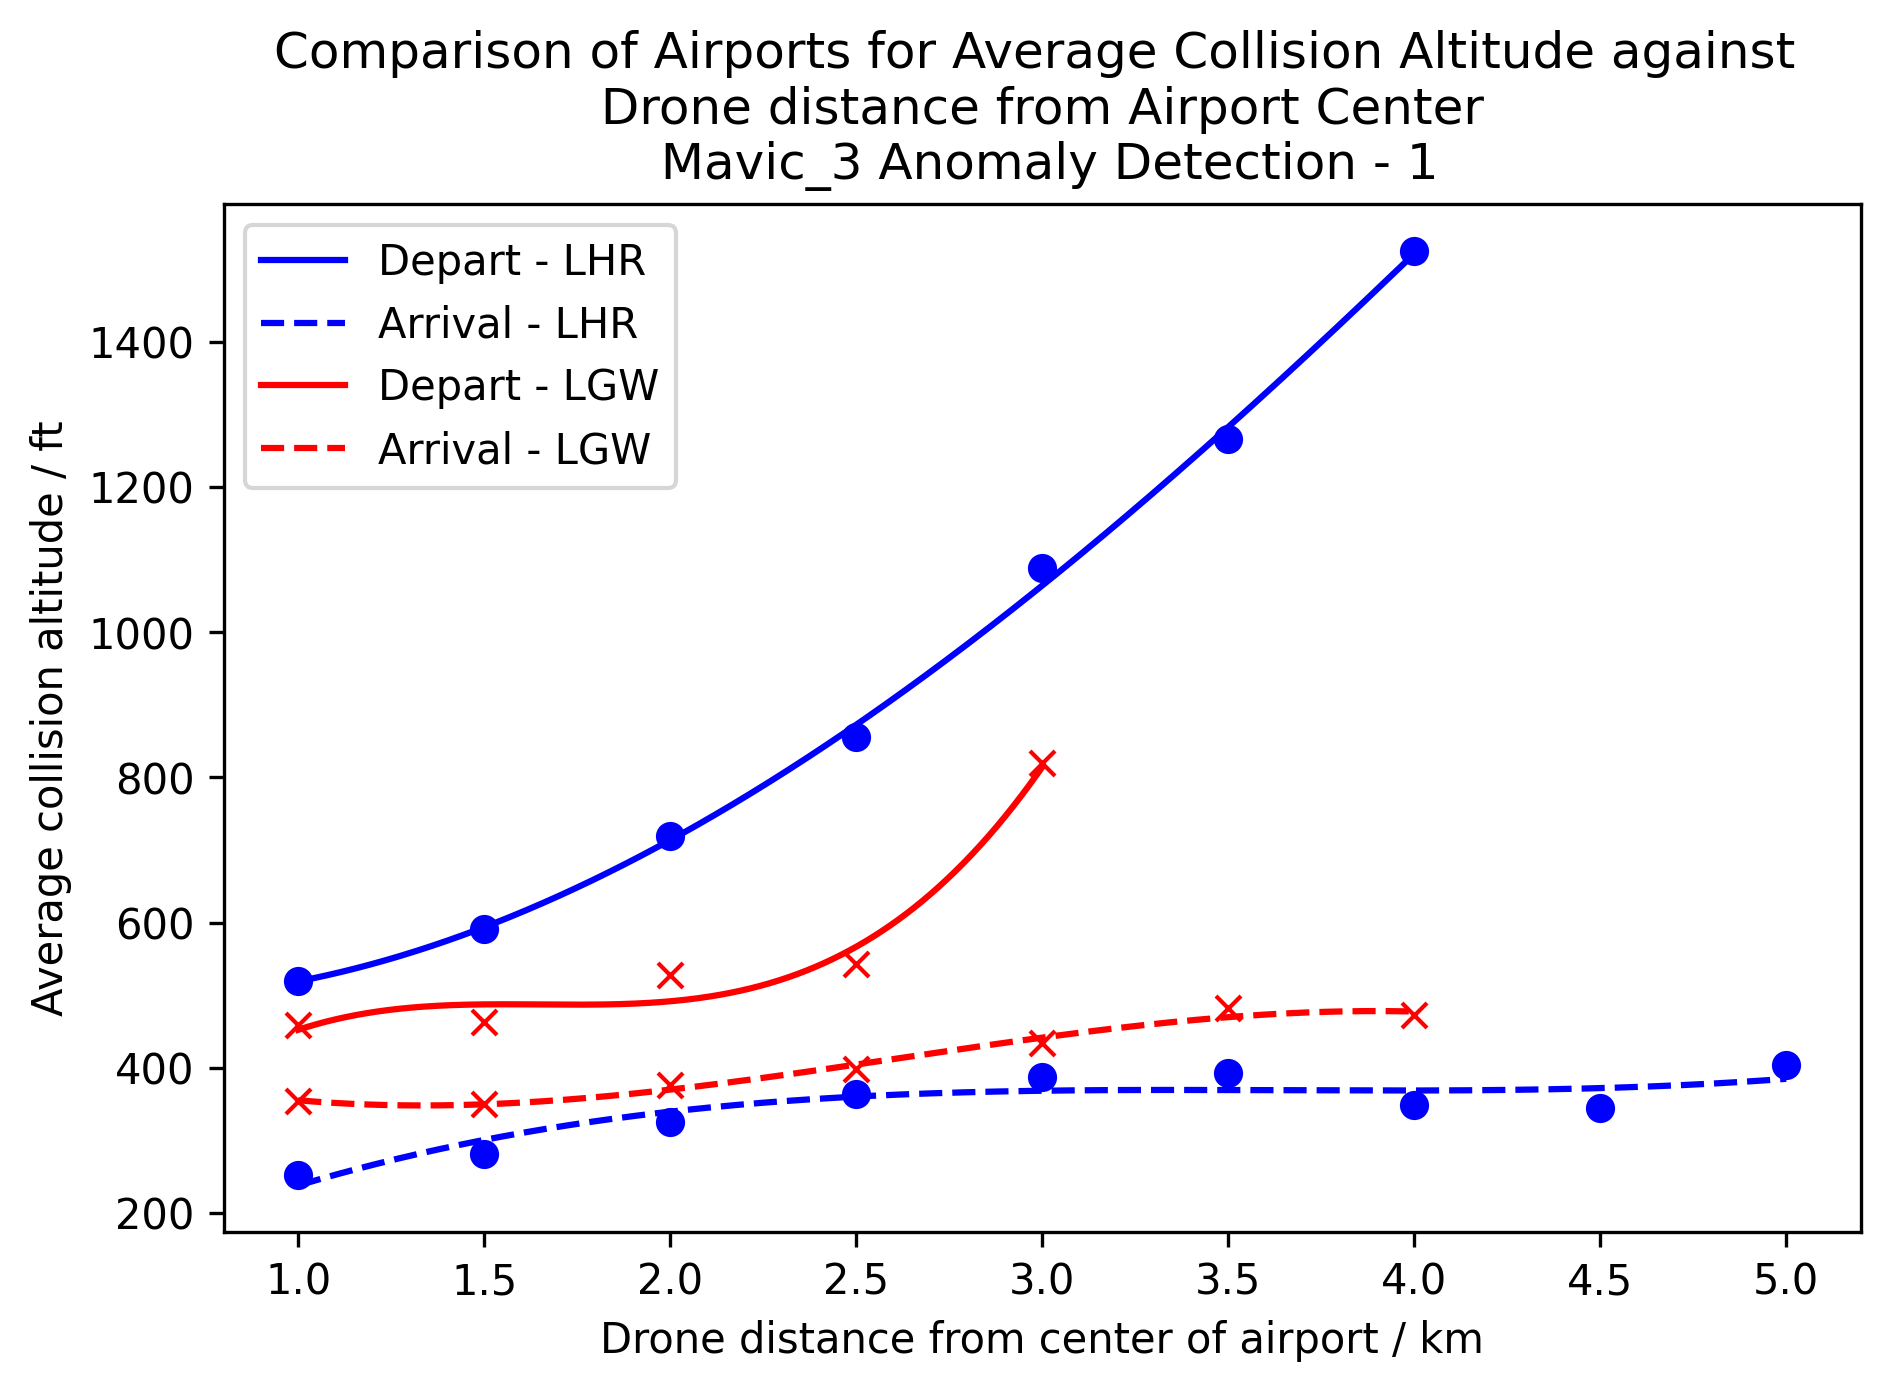 Comparison of Airports for Average Collision Altitude against
Drone distance from Airport Center
Mavic_3 Anomaly Detection - 1
Depart - LHR
Arrival - LHR
Depart - LGW
Arrival - LGW
Average collision altitude / ft
1400
1200
1000
800
600
400
200
1.0 1.5 2.0 2.5 3.0 3.5 4.0 4.5 5.0
Drone distance from center of airport / km